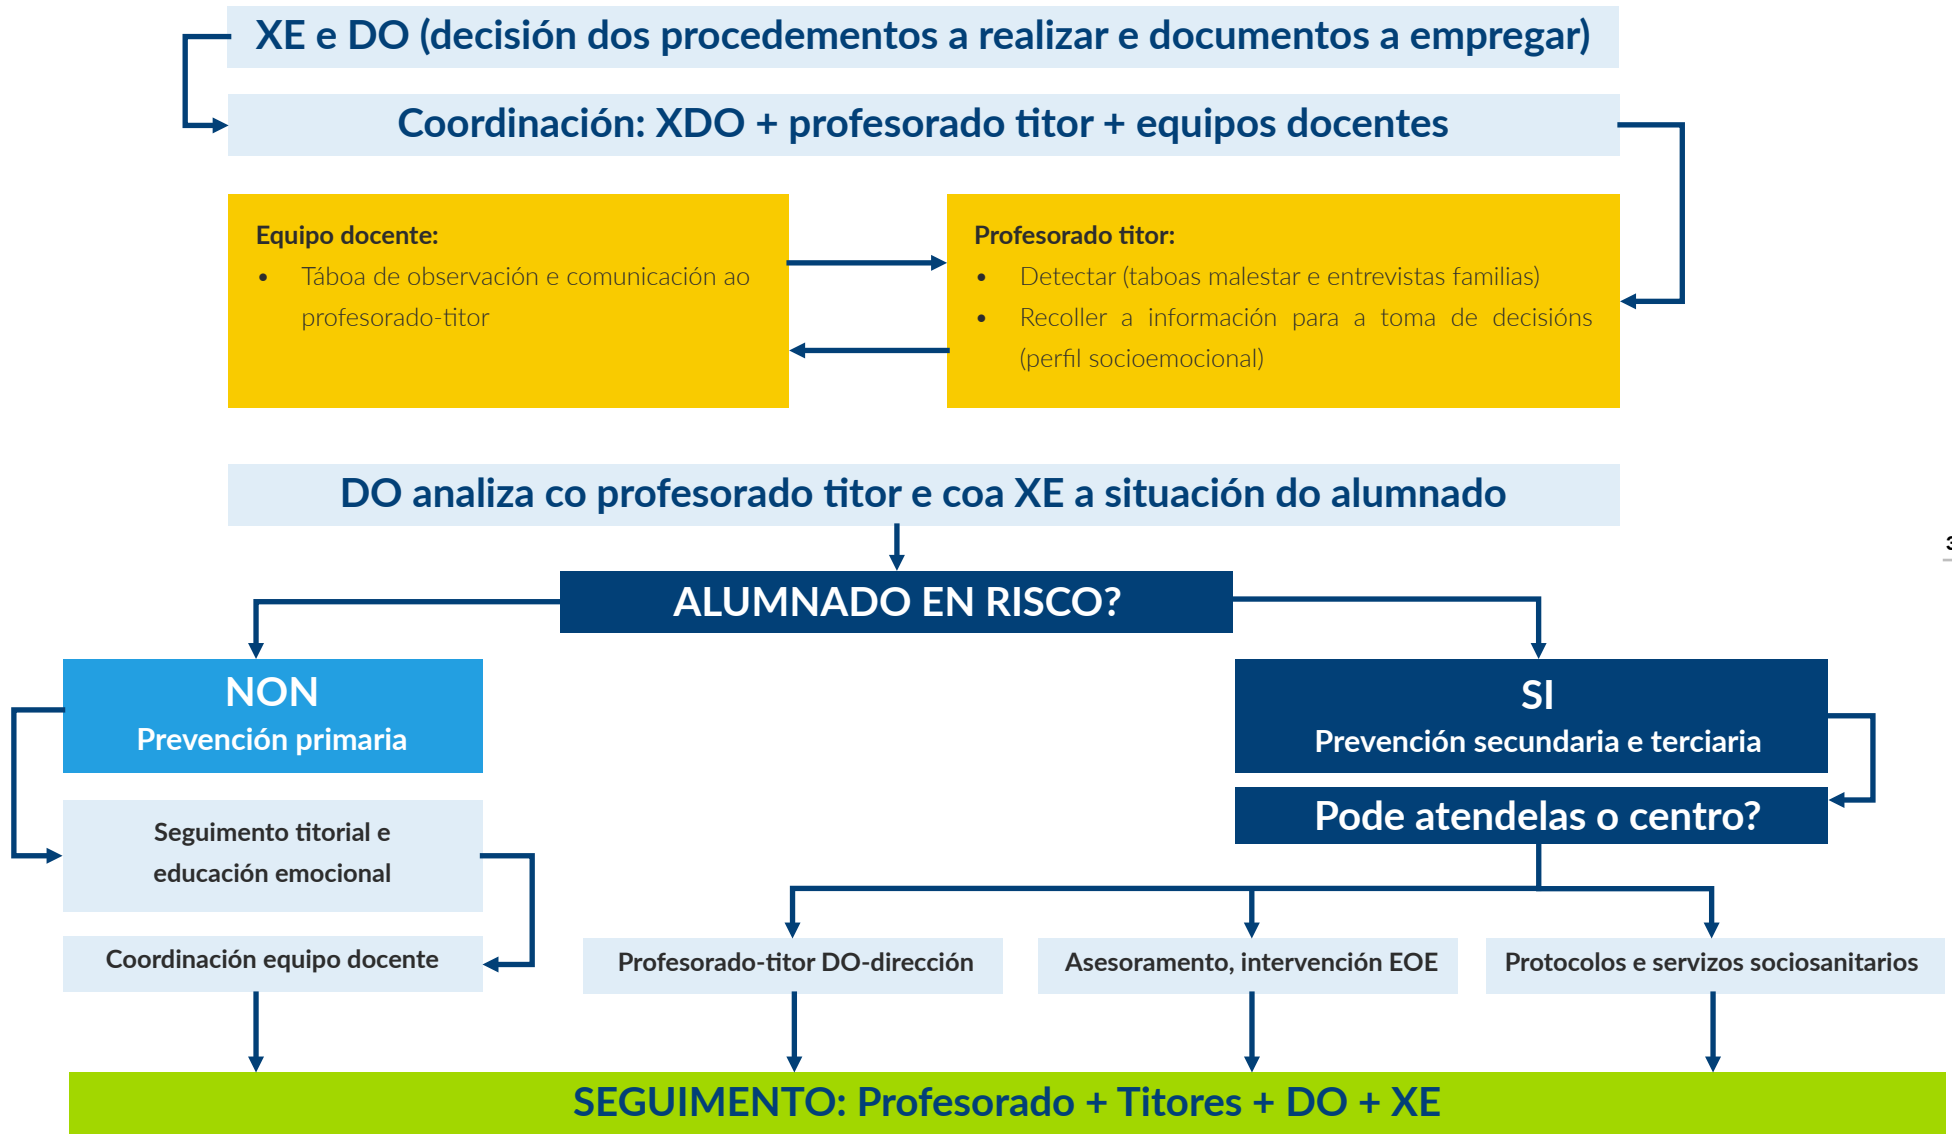 XE e DO (decisión dos procedementos a realizar e documentos a empregar)
Coordinación: XDO + profesorado titor + equipos docentes
Equipo docente:
• Táboa de observación e comunicación ao
profesorado-titor
Profesorado titor:
• Detectar (taboas malestar e entrevistas familias)
• Recoller a información para a toma de decisións
(perfil socioemocional)
DO analiza co profesorado titor e coa XE a situación do alumnado
ALUMNADO EN RISCO?
NON
Prevención primaria
Seguimento titorial e
educación emocional
Coordinación equipo docente
SI
Prevención secundaria e terciaria
Pode atendelas o centro?
Profesorado-titor DO-dirección
Asesoramento, intervención EOE
Protocolos e servizos sociosanitarios
SEGUIMENTO: Profesorado + Titores + DO + XE